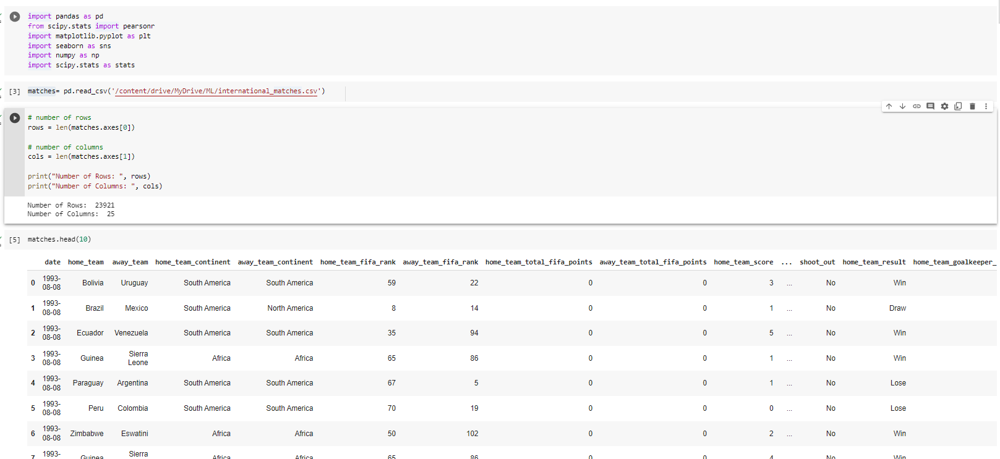 import pandas as pd
from scipy.stats import pearsonr
import matplotlib.pyplot as plt
import seaborn as sns
import numpy as np
import scipy.stats as stats
[3] matches= pd.read_csv('/content/drive/MyDrive/ML/international_matches.csv')
# number of rows
rows = len(matches.axes[0])
# number of columns
cols = len(matches.axes[1])
print("Number of Rows: ", rows)
print("Number of Columns: ", cols)
Number of Rows:  23921
Number of Columns:  25
[5] matches.head(10)
date home_team away_team home_team_continent away_team_continent home_team_fifa_rank away_team_fifa_rank home_team_total_fifa_points away_team_total_fifa_points home_team_score ... shoot_out home_team_result home_team_goalkeeper_
0 1993-08-08 Bolivia Uruguay South America South America 59 22 0 0 3 ... No Win
1 1993-08-08 Brazil Mexico South America North America 8 14 0 0 1 ... No Draw
2 1993-08-08 Ecuador Venezuela South America South America 35 94 0 0 5 ... No Win
3 1993-08-08 Guinea Sierra Leone Africa Africa 65 86 0 0 1 ... No Win
4 1993-08-08 Paraguay Argentina South America South America 67 5 0 0 1 ... No Lose
5 1993-08-08 Peru Colombia South America South America 70 19 0 0 0 ... No Lose
6 1993-08-08 Zimbabwe Eswatini Africa Africa 50 102 0 0 2 ... No Win
7 1993- Guinea Sierra Africa Africa 65 86 0 0 4 ... No Win